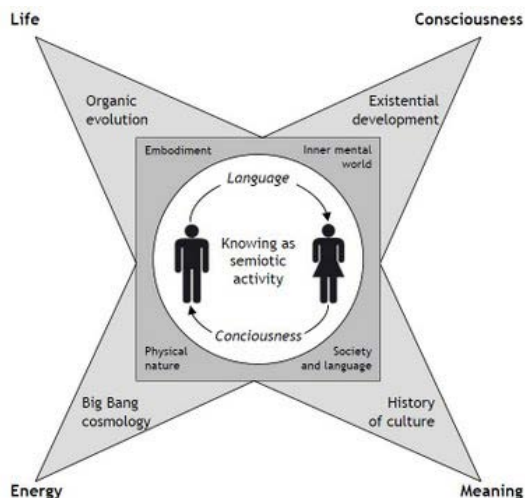 Life
Consciousness
Organic
evolution
Existential
development
Embodiment
Inner mental
world
Language
Knowing as
semiotic
activity
Conciousness
Physical
nature
Society
and language
Big Bang
cosmology
History
of culture
Energy
Meaning